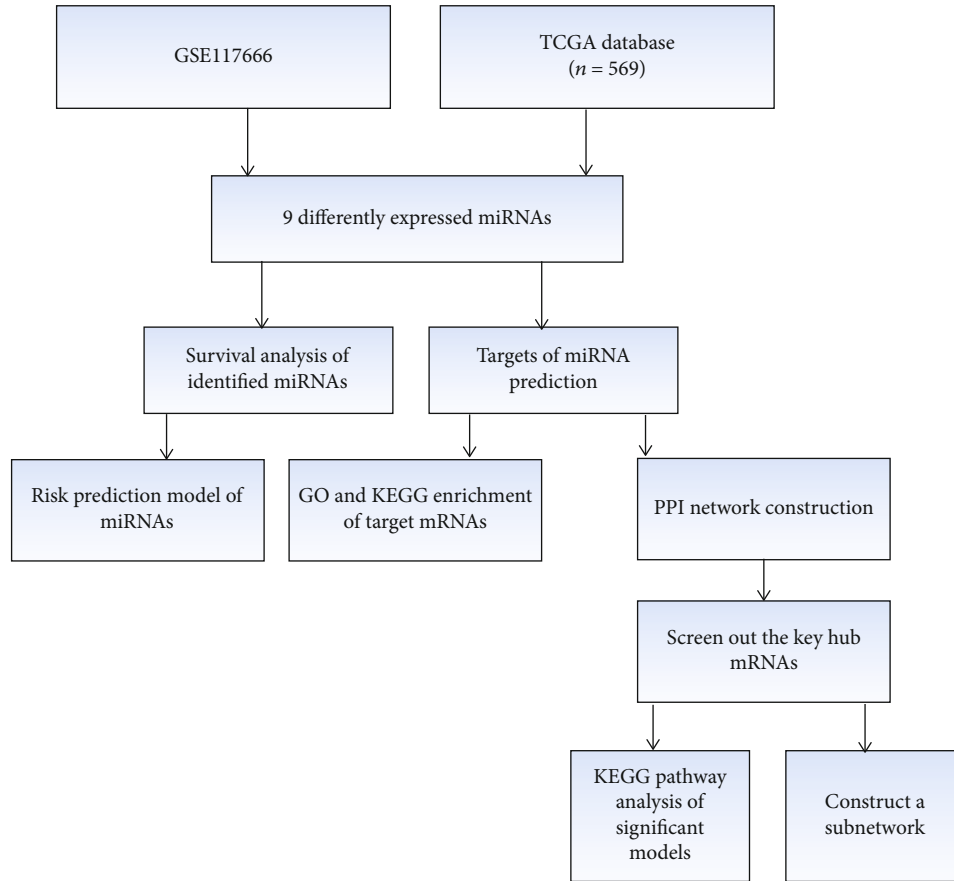 GSE117666
TCGA database
(n = 569)
9 differently expressed miRNAs
Survival analysis of
identified miRNAs
Targets of miRNA
prediction
Risk prediction model of
miRNAs
GO and KEGG enrichment
of target mRNAs
PPI network construction
Screen out the key hub
mRNAs
KEGG pathway
analysis of
significant
models
Construct a
subnetwork